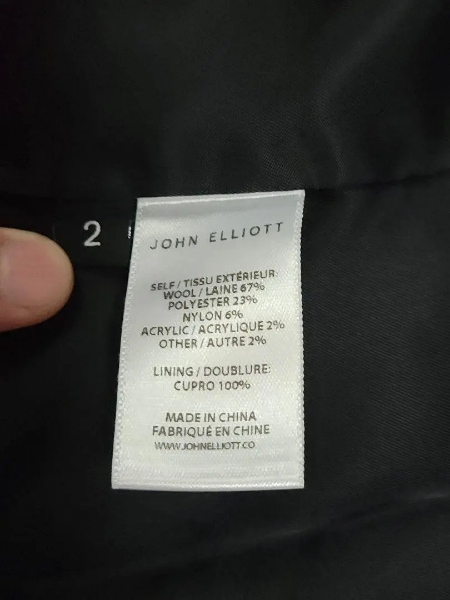 2
JOHN ELLIOTT
SELF / TISSU EXTÉRIEUR:
WOOL / LAINE 67%
POLYESTER 23%
NYLON 6%
ACRYLIC / ACRYLIQUE 2%
OTHER / AUTRE 2%
LINING / DOUBLURE:
CUPRO 100%
MADE IN CHINA
FABRIQUÉ EN CHINE
WWW.JOHNELLIOTT.CO